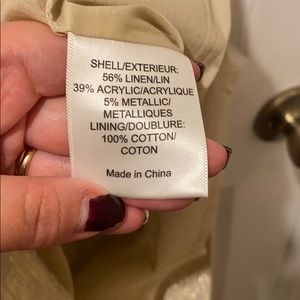 SHELL/EXTERIEUR:
56% LINEN/LIN
39% ACRYLIC/ACRYLIQUE
5% METALLIC/
METALLIQUES
LINING/DOUBLURE:
100% COTTON/
COTON
Made in China